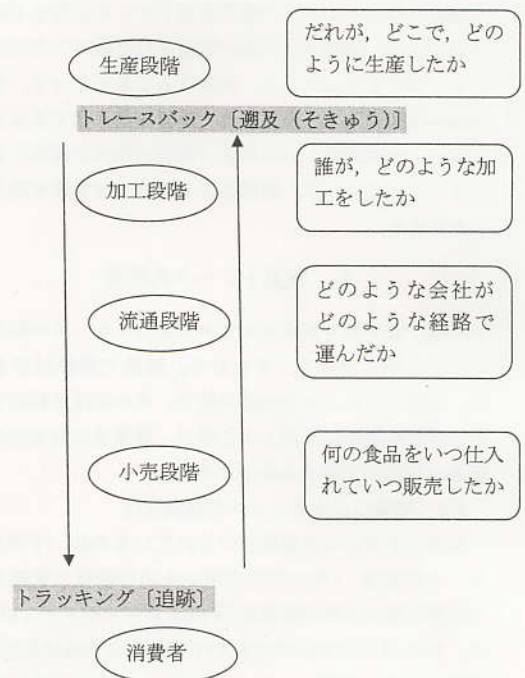 生産段階
だれが，どこで，どの
ように生産したか
トレースバック〔遡及（そきゅう）〕
加工段階
誰が，どのような加
工をしたか
流通段階
どのような会社が
どのような経路で
運んだか
小売段階
何の食品をいつ仕入
れていつ販売したか
トラッキング〔追跡〕
消費者